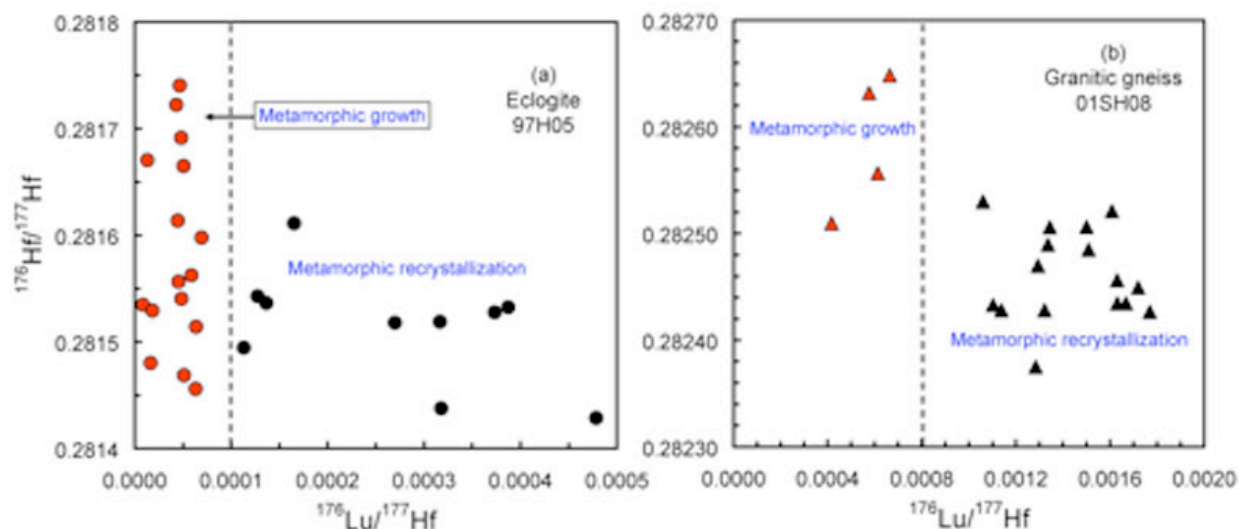 0.2818
0.2817
0.2816
0.2815
0.2814
¹⁷⁶Hf/¹⁷⁷Hf
(a)
Eclogite
97H05
Metamorphic growth
Metamorphic recrystallization
0.0000 0.0001 0.0002 0.0003 0.0004 0.0005
¹⁷⁶Lu/¹⁷⁷Hf
0.28270
0.28260
0.28250
0.28240
0.28230
(b)
Granitic gneiss
01SH08
Metamorphic growth
Metamorphic recrystallization
0.0000 0.0004 0.0008 0.0012 0.0016 0.0020
¹⁷⁶Lu/¹⁷⁷Hf